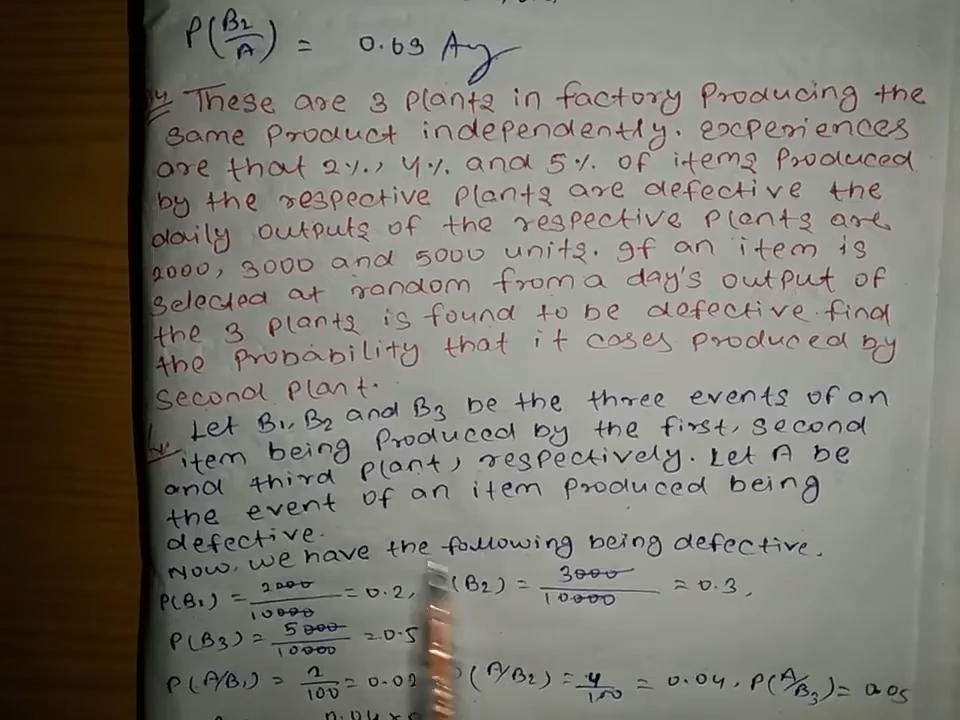 P(B2/A) = 0.69 Ay
These are 3 Plants in factory Producing the
same Product independently. experiences
are that 2%, 4% and 5% of items Produced
by the respective Plants are defective the
daily outputs of the respective Plants are
2000, 3000 and 5000 units. If an item is
selected at random from a day's output of
the 3 plants is found to be defective. find
the Probability that it coses produced by
second Plant.
Let B1, B2 and B3 be the three events of an
item being Produced by the first, second
and third Plant, respectively. Let A be
the event of an item Produced being
defective.
Now, we have the following being defective.
P(B1) = 2000/10000 = 0.2, (B2) = 3000/10000 = 0.3,
P(B3) = 5000/10000 = 0.5
P(A/B1) = 2/100 = 0.02 (A/B2) = 4/100 = 0.04, P(A/B3) = 0.05